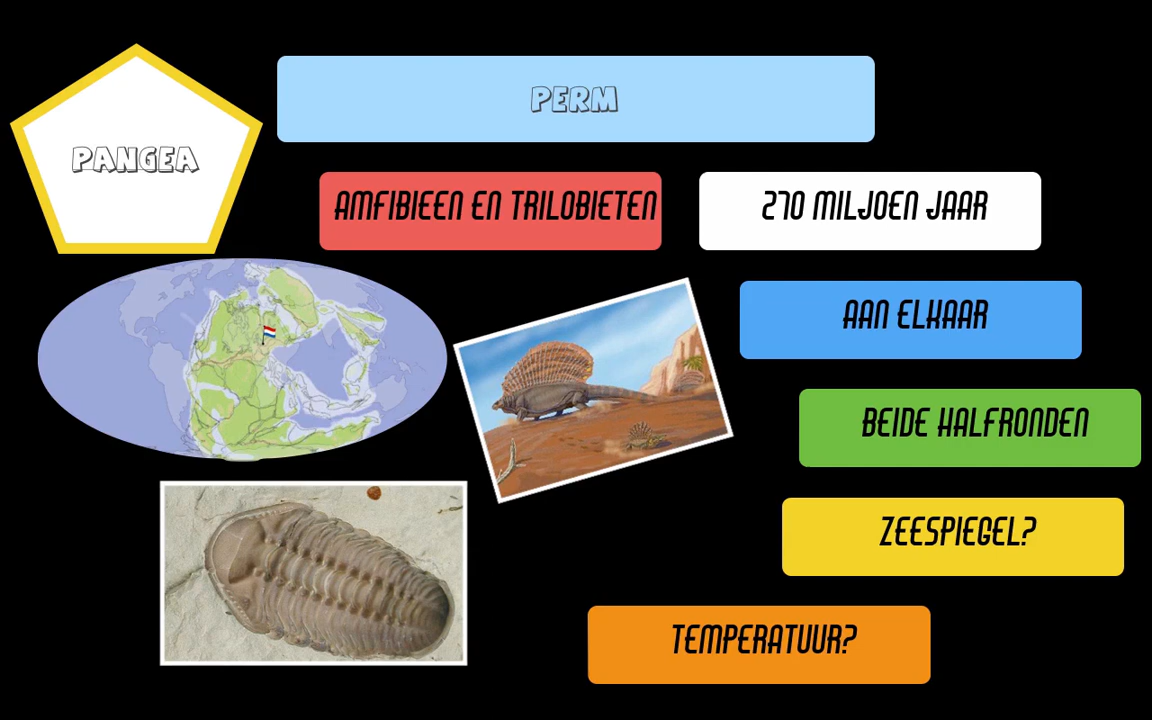 PERM
PANGEA
AMFIBIEEN EN TRILOBIETEN
270 MILJOEN JAAR
AAN ELKAAR
BEIDE HALFRONDEN
ZEESPIEGEL?
TEMPERATUUR?